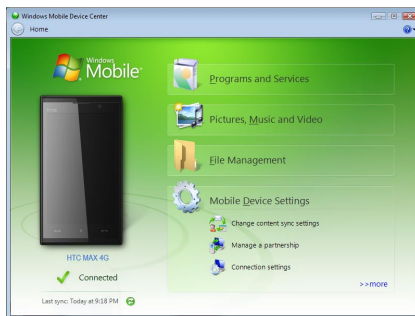 Windows Mobile Device Center
Home
Windows
Mobile
Programs and Services
Pictures, Music and Video
File Management
Mobile Device Settings
Change content sync settings
Manage a partnership
Connection settings
>>more
HTC MAX 4G
Connected
Last sync: Today at 9:18 PM